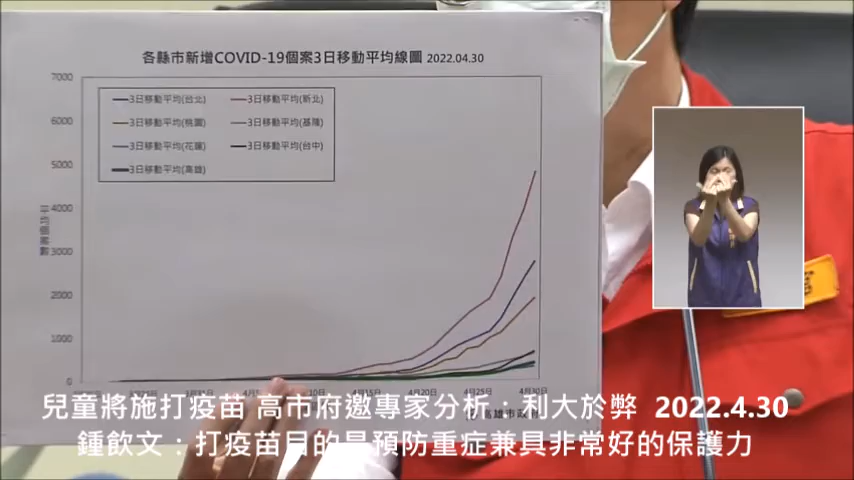 各縣市新增COVID-19個案3日移動平均線圖 2022.04.30
7000
6000
5000
4000
3000
2000
1000
0
3日移動平均(台北) 3日移動平均(新北)
3日移動平均(桃園) 3日移動平均(基隆)
3日移動平均(花蓮) 3日移動平均(台中)
3日移動平均(高雄)
4月15日 4月20日 4月25日 4月30日
兒童將施打疫苗 高市府邀專家分析：利大於弊 2022.4.30
鍾飲文：打疫苗目的是預防重症兼具非常好的保護力